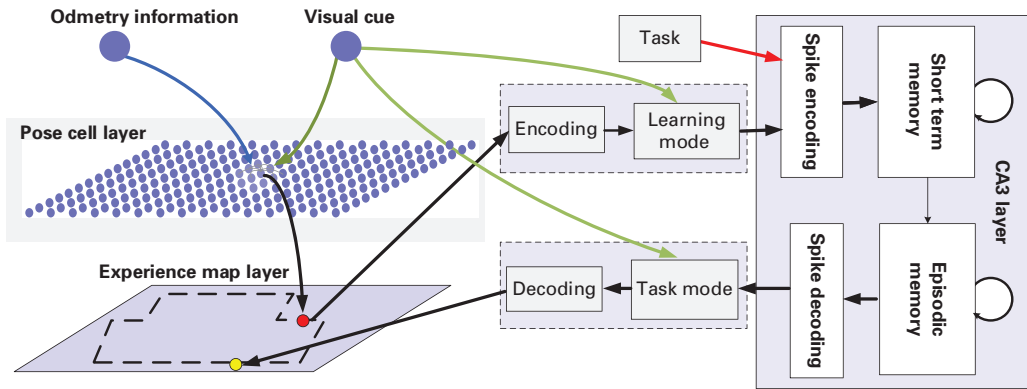 Odmetry information
Visual cue
Task
Pose cell layer
Encoding
Learning
mode
Spike encoding
Short term
memory
CA3 layer
Experience map layer
Decoding
Task mode
Spike decoding
Episodic
memory